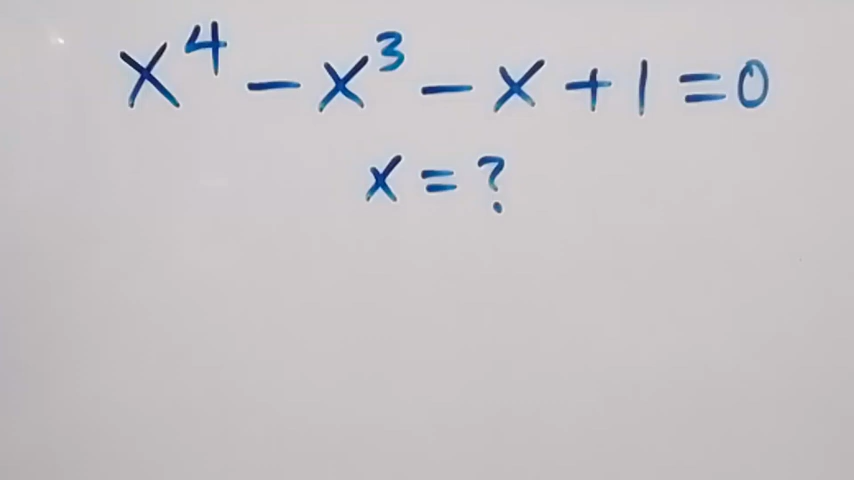 x⁴ - x³ - x + 1 = 0
x = ?